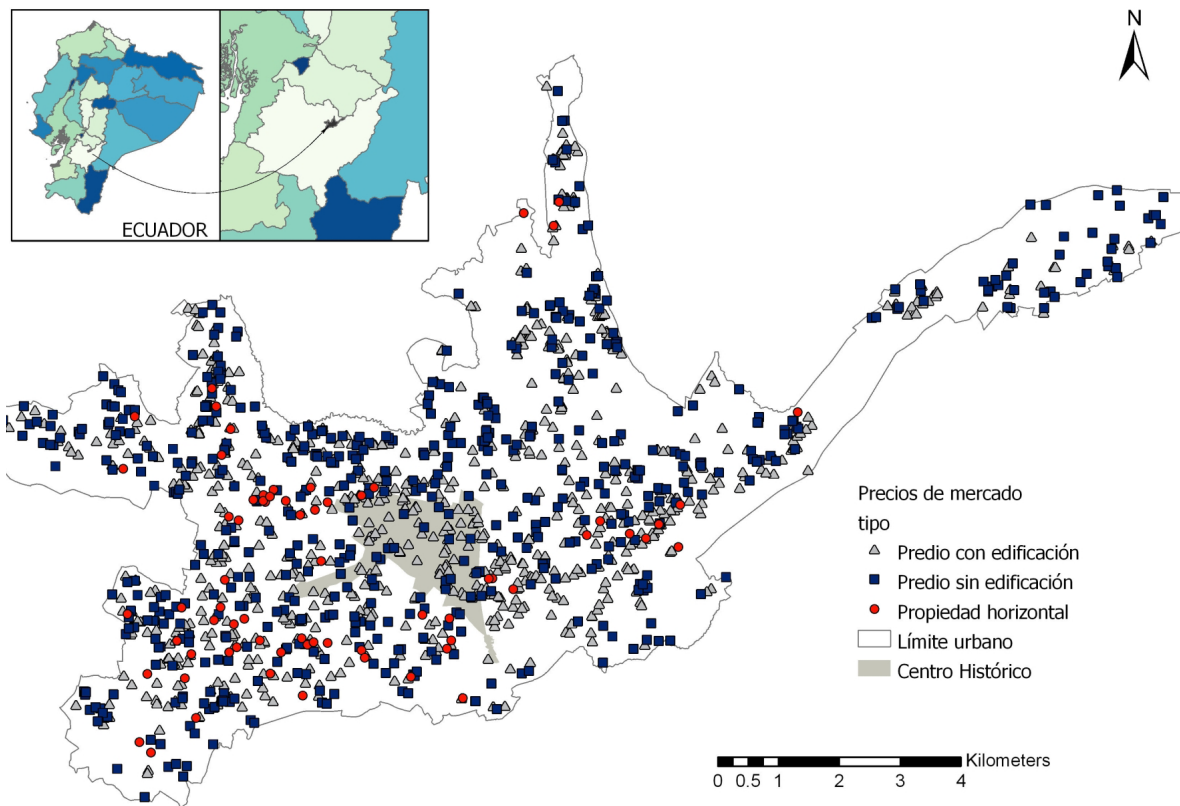 ECUADOR
N
Precios de mercado
tipo
Predio con edificación
Predio sin edificación
Propiedad horizontal
Límite urbano
Centro Histórico
Kilometers
0 0.5 1 2 3 4